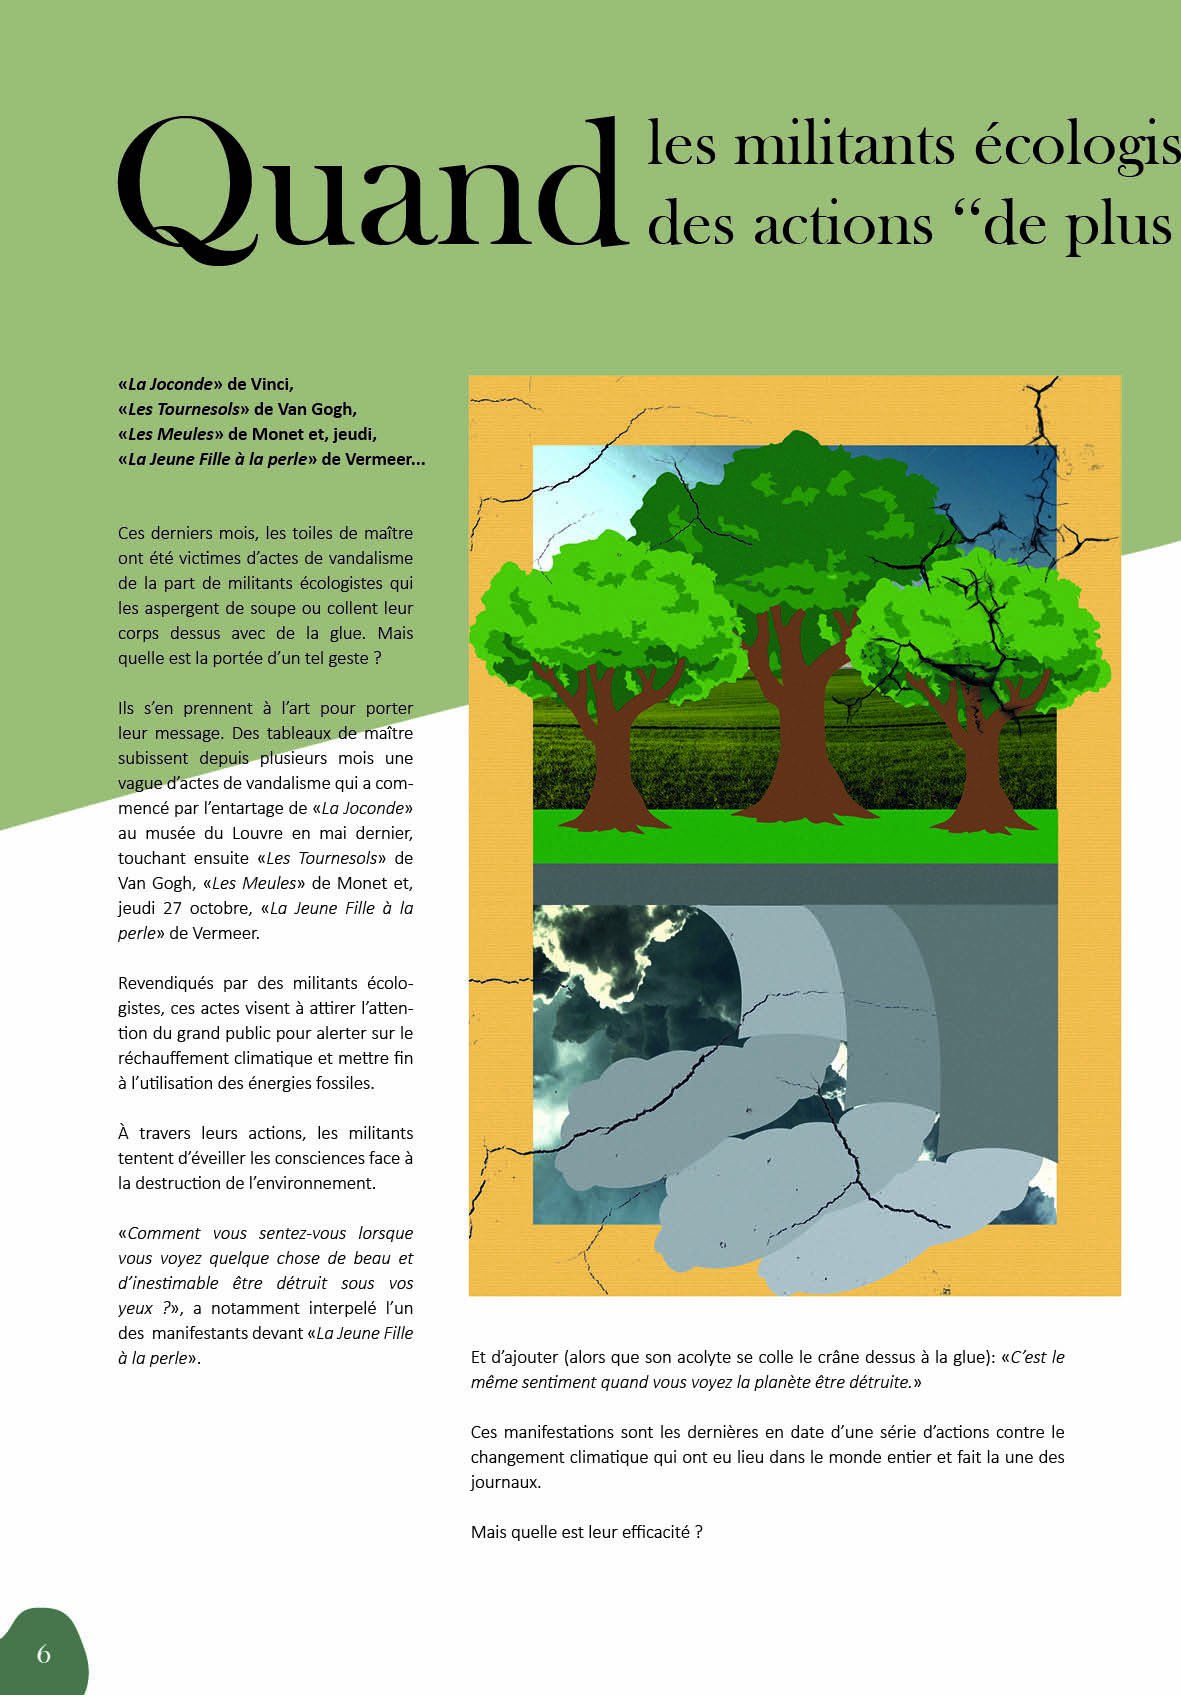 Quand
les militants écologis
des actions “de plus
«La Joconde» de Vinci,
«Les Tournesols» de Van Gogh,
«Les Meules» de Monet et, jeudi,
«La Jeune Fille à la perle» de Vermeer...
Ces derniers mois, les toiles de maître
ont été victimes d’actes de vandalisme
de la part de militants écologistes qui
les aspergent de soupe ou collent leur
corps dessus avec de la glue. Mais
quelle est la portée d’un tel geste ?
Ils s’en prennent à l’art pour porter
leur message. Des tableaux de maître
subissent depuis plusieurs mois une
vague d’actes de vandalisme qui a com-
mencé par l’entartage de «La Joconde»
au musée du Louvre en mai dernier,
touchant ensuite «Les Tournesols» de
Van Gogh, «Les Meules» de Monet et,
jeudi 27 octobre, «La Jeune Fille à la
perle» de Vermeer.
Revendiqués par des militants écolo-
gistes, ces actes visent à attirer l’atten-
tion du grand public pour alerter sur le
réchauffement climatique et mettre fin
à l’utilisation des énergies fossiles.
À travers leurs actions, les militants
tentent d’éveiller les consciences face à
la destruction de l’environnement.
«Comment vous sentez-vous lorsque
vous voyez quelque chose de beau et
d’inestimable être détruit sous vos
yeux ?», a notamment interpelé l’un
des manifestants devant «La Jeune Fille
à la perle».
Et d’ajouter (alors que son acolyte se colle le crâne dessus à la glue): «C’est le
même sentiment quand vous voyez la planète être détruite.»
Ces manifestations sont les dernières en date d’une série d’actions contre le
changement climatique qui ont eu lieu dans le monde entier et fait la une des
journaux.
Mais quelle est leur efficacité ?
6